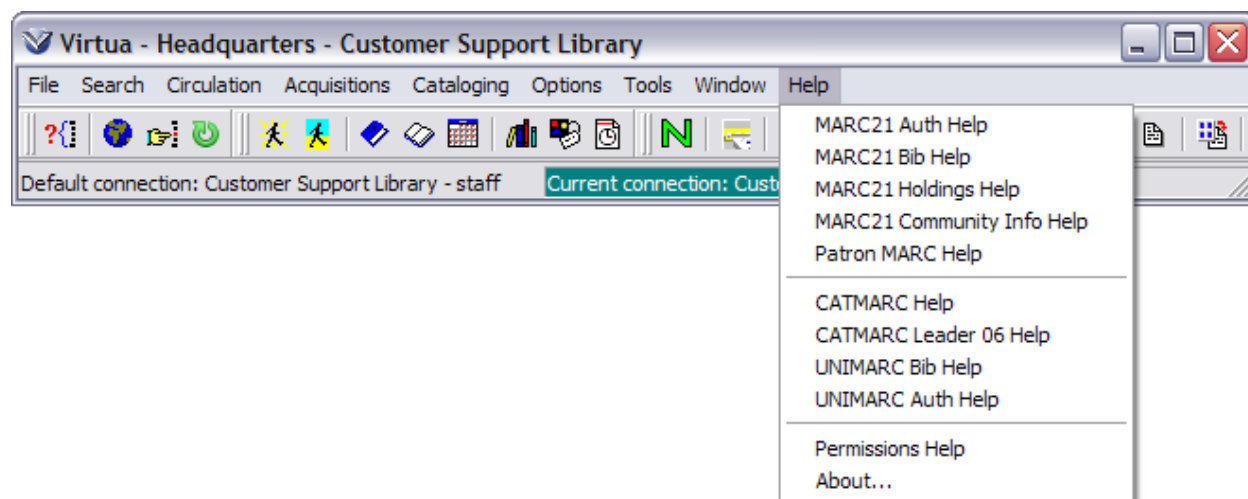 Virtua - Headquarters - Customer Support Library
File Search Circulation Acquisitions Cataloging Options Tools Window Help
?{
N
Default connection: Customer Support Library - staff Current connection:
MARC21 Auth Help
MARC21 Bib Help
MARC21 Holdings Help
MARC21 Community Info Help
Patron MARC Help
CATMARC Help
CATMARC Leader 06 Help
UNIMARC Bib Help
UNIMARC Auth Help
Permissions Help
About...